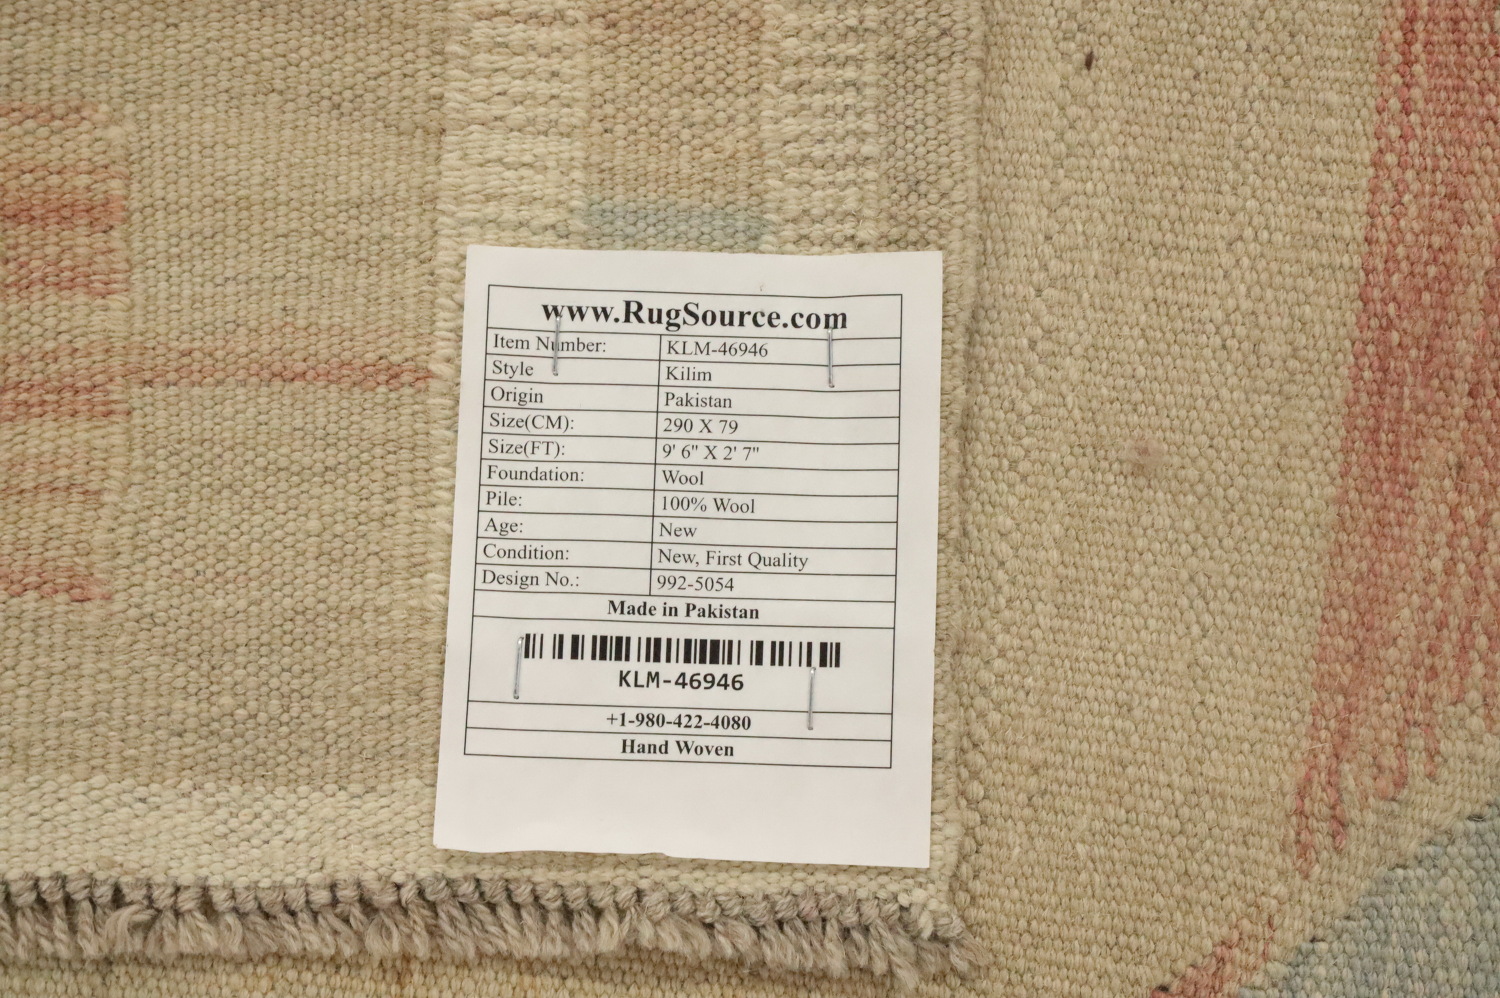 www.RugSource.com
Item Number: KLM-46946
Style Kilim
Origin Pakistan
Size(CM): 290 X 79
Size(FT): 9' 6" X 2' 7"
Foundation: Wool
Pile: 100% Wool
Age: New
Condition: New, First Quality
Design No.: 992-5054
Made in Pakistan
KLM-46946
+1-980-422-4080
Hand Woven